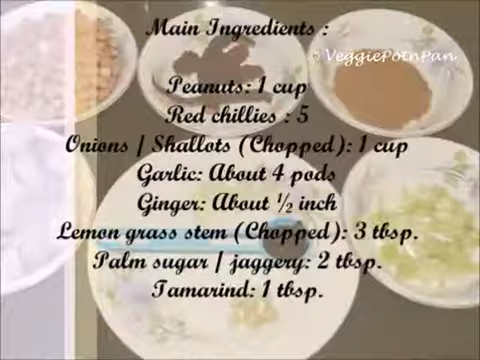 Main Ingredients :
© VeggiePotnPan
Peanuts: 1 cup
Red chillies : 5
Onions / Shallots (Chopped): 1 cup
Garlic: About 4 pods
Ginger: About ½ inch
Lemon grass stem (Chopped): 3 tbsp.
Palm sugar / jaggery: 2 tbsp.
Tamarind: 1 tbsp.